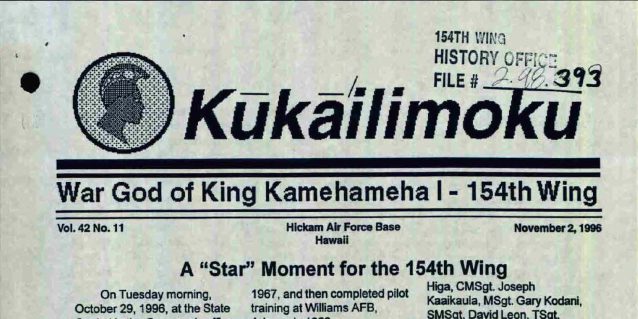 154TH WING
HISTORY OFFICE
FILE # 2.98.393
Kūkāilimoku
War God of King Kamehameha I - 154th Wing
Vol. 42 No. 11
Hickam Air Force Base
Hawaii
November 2, 1996
A “Star” Moment for the 154th Wing
On Tuesday morning,
October 29, 1996, at the State
1967, and then completed pilot
training at Williams AFB,
Higa, CMSgt. Joseph
Kaaikaula, MSgt. Gary Kodani,
SMSgt. David Leon, TSgt.